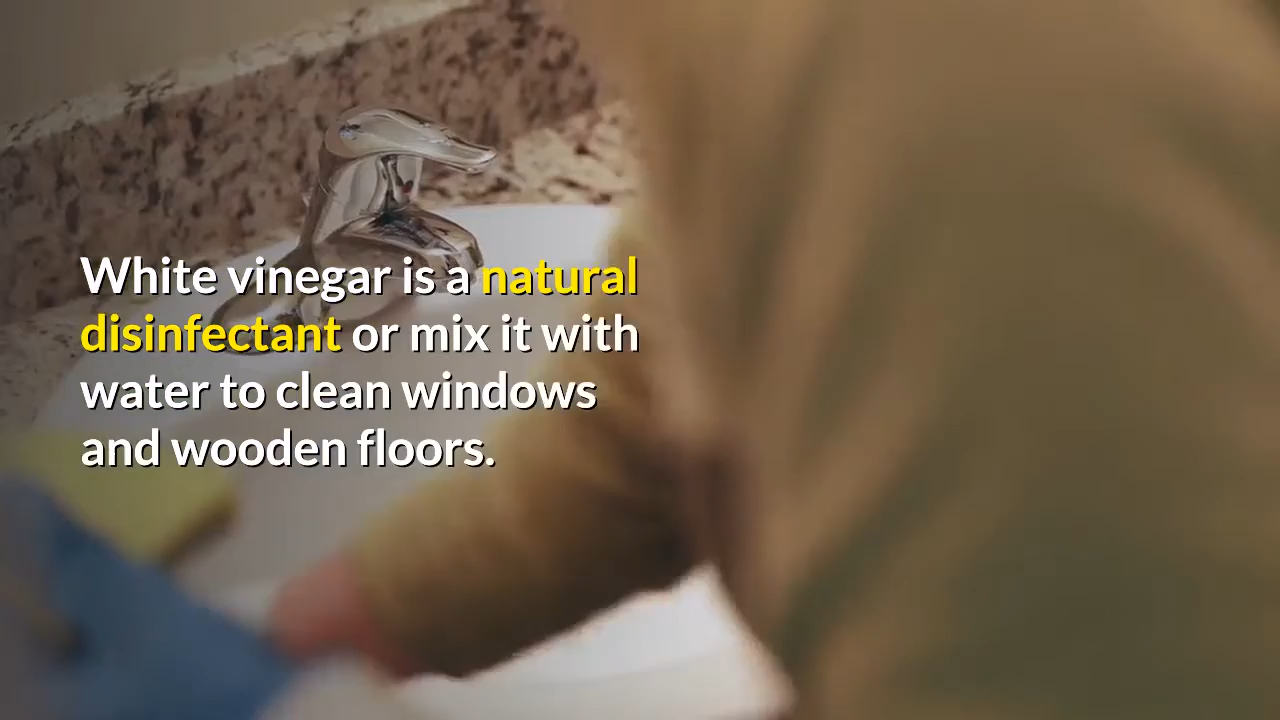 White vinegar is a natural
disinfectant or mix it with
water to clean windows
and wooden floors.